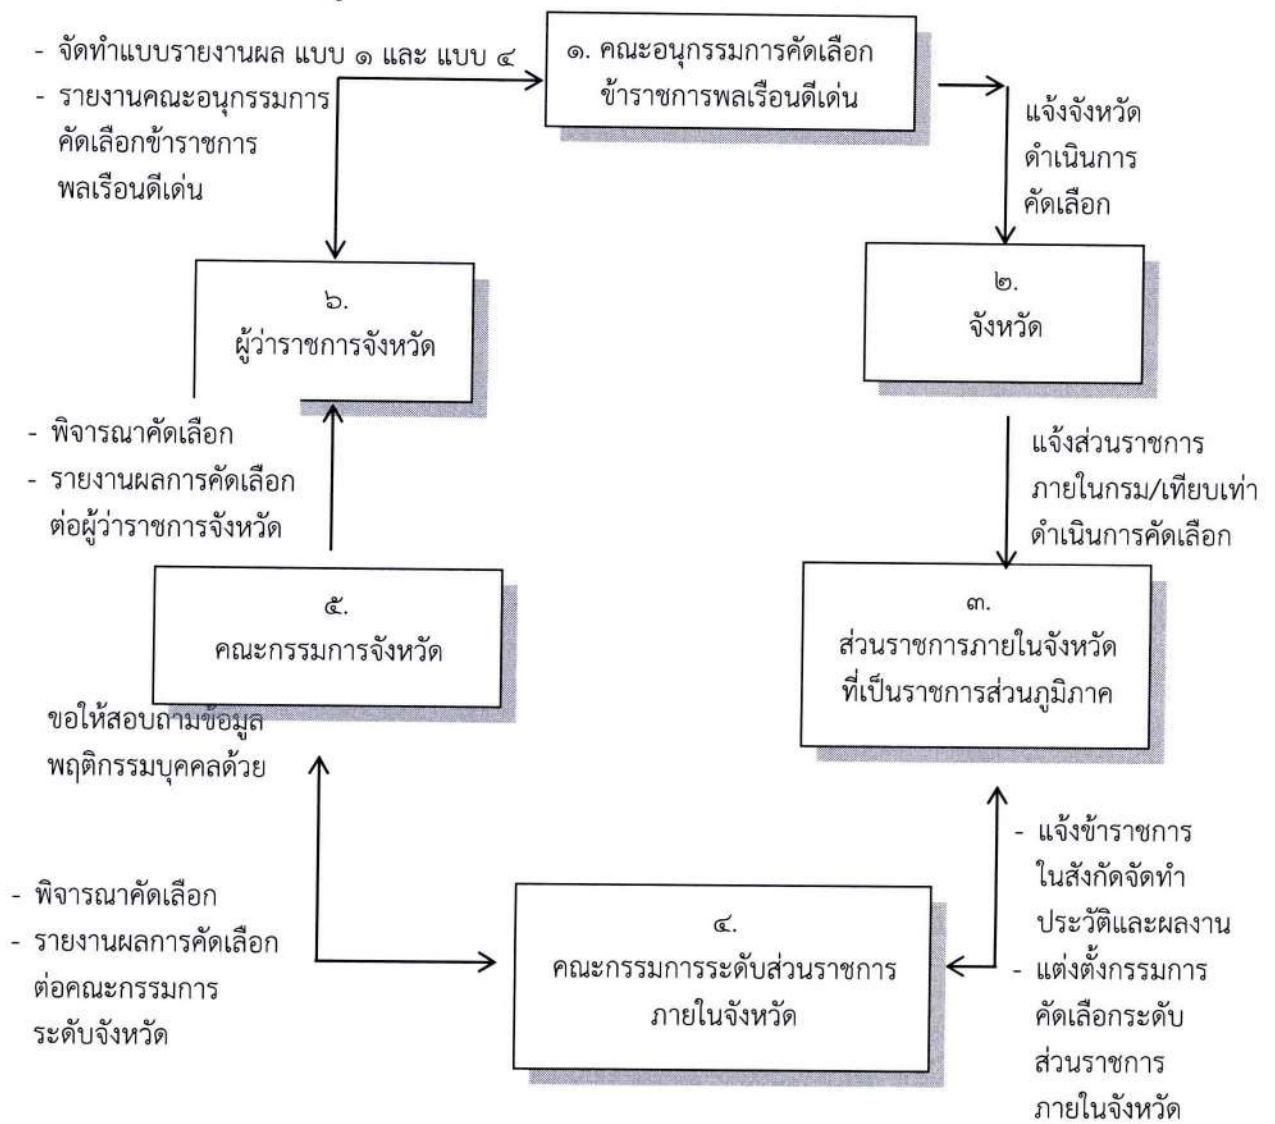 - จัดทำแบบรายงานผล แบบ ๑ และ แบบ ๔
- รายงานคณะอนุกรรมการ
คัดเลือกข้าราชการ
พลเรือนดีเด่น
๑. คณะอนุกรรมการคัดเลือก
ข้าราชการพลเรือนดีเด่น
แจ้งจังหวัด
ดำเนินการ
คัดเลือก
๒.
จังหวัด
แจ้งส่วนราชการ
ภายในกรม/เทียบเท่า
ดำเนินการคัดเลือก
๓.
ส่วนราชการภายในจังหวัด
ที่เป็นราชการส่วนภูมิภาค
- แจ้งข้าราชการ
ในสังกัดจัดทำ
ประวัติและผลงาน
- แต่งตั้งกรรมการ
คัดเลือกระดับ
ส่วนราชการ
ภายในจังหวัด
๔.
คณะกรรมการระดับส่วนราชการ
ภายในจังหวัด
- พิจารณาคัดเลือก
- รายงานผลการคัดเลือก
ต่อคณะกรรมการ
ระดับจังหวัด
๕.
คณะกรรมการจังหวัด
ขอให้สอบถามข้อมูล
พฤติกรรมบุคคลด้วย
- พิจารณาคัดเลือก
- รายงานผลการคัดเลือก
ต่อผู้ว่าราชการจังหวัด
๖.
ผู้ว่าราชการจังหวัด